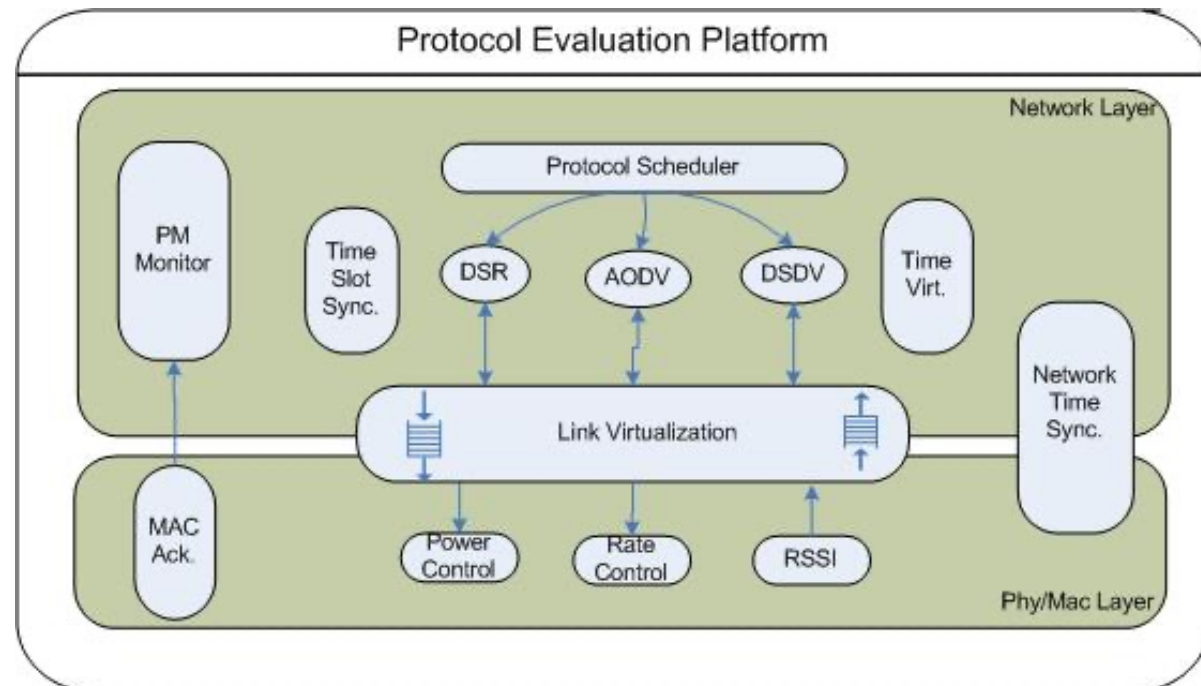 Protocol Evaluation Platform
Network Layer
Protocol Scheduler
PM
Monitor
Time
Slot
Sync.
DSR
AODV
DSDV
Time
Virt.
Network
Time
Sync.
Link Virtualization
MAC
Ack.
Power
Control
Rate
Control
RSSI
Phy/Mac Layer